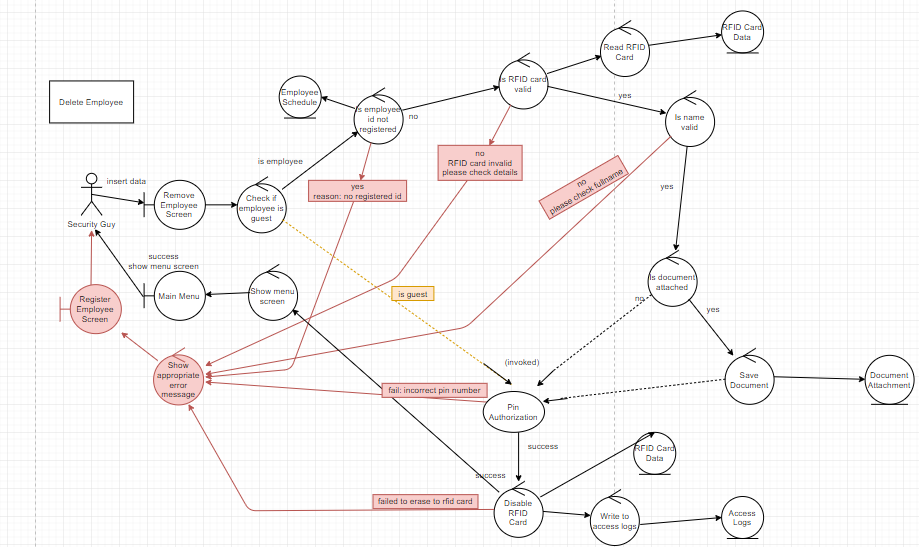 RFID Card
Data
Read RFID
Card
Is RFID card
valid
yes
Is name
valid
Employee
Schedule
Is employee
id not
registered
no
Delete Employee
no
RFID card invalid
please check details
no
please check fullname
is employee
yes
reason: no registered id
insert data
Security Guy
Remove
Employee
Screen
Check if
employee is
guest
yes
success
show menu screen
Main Menu
Show menu
screen
is guest
Is document
attached
no
yes
Register
Employee
Screen
Show
appropriate
error
message
(invoked)
fail: incorrect pin number
Pin
Authorization
Save
Document
Document
Attachment
success
RFID Card
Data
success
failed to erase to rfid card
Disable
RFID
Card
Write to
access logs
Access
Logs